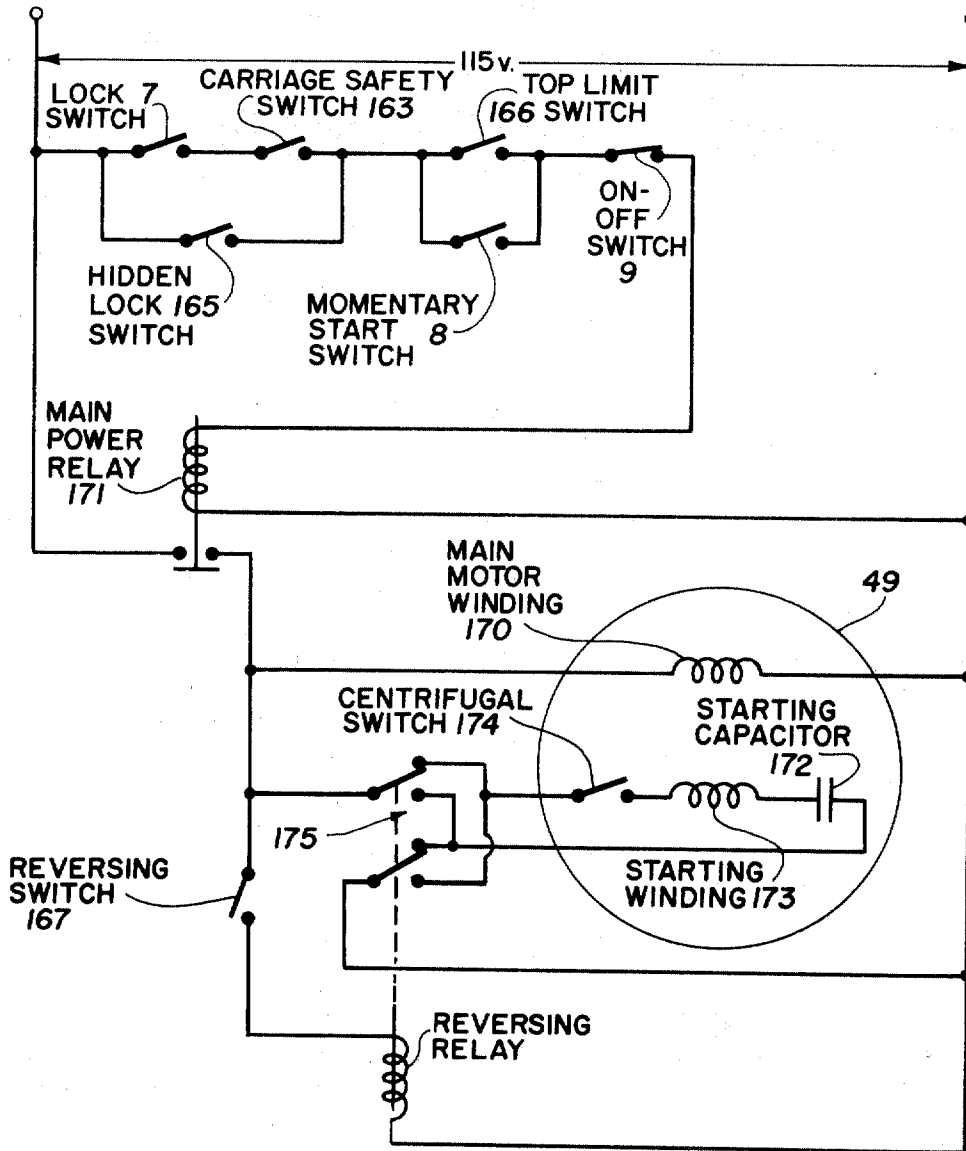 115v.
LOCK 7
SWITCH
CARRIAGE SAFETY
SWITCH 163
TOP LIMIT
166 SWITCH
ON-
OFF
SWITCH
9
HIDDEN
LOCK 165
SWITCH
MOMENTARY
START 8
SWITCH
MAIN
POWER
RELAY
171
MAIN
MOTOR
WINDING
170
49
CENTRIFUGAL
SWITCH 174
STARTING
CAPACITOR
172
175
REVERSING
SWITCH
167
STARTING
WINDING 173
REVERSING
RELAY